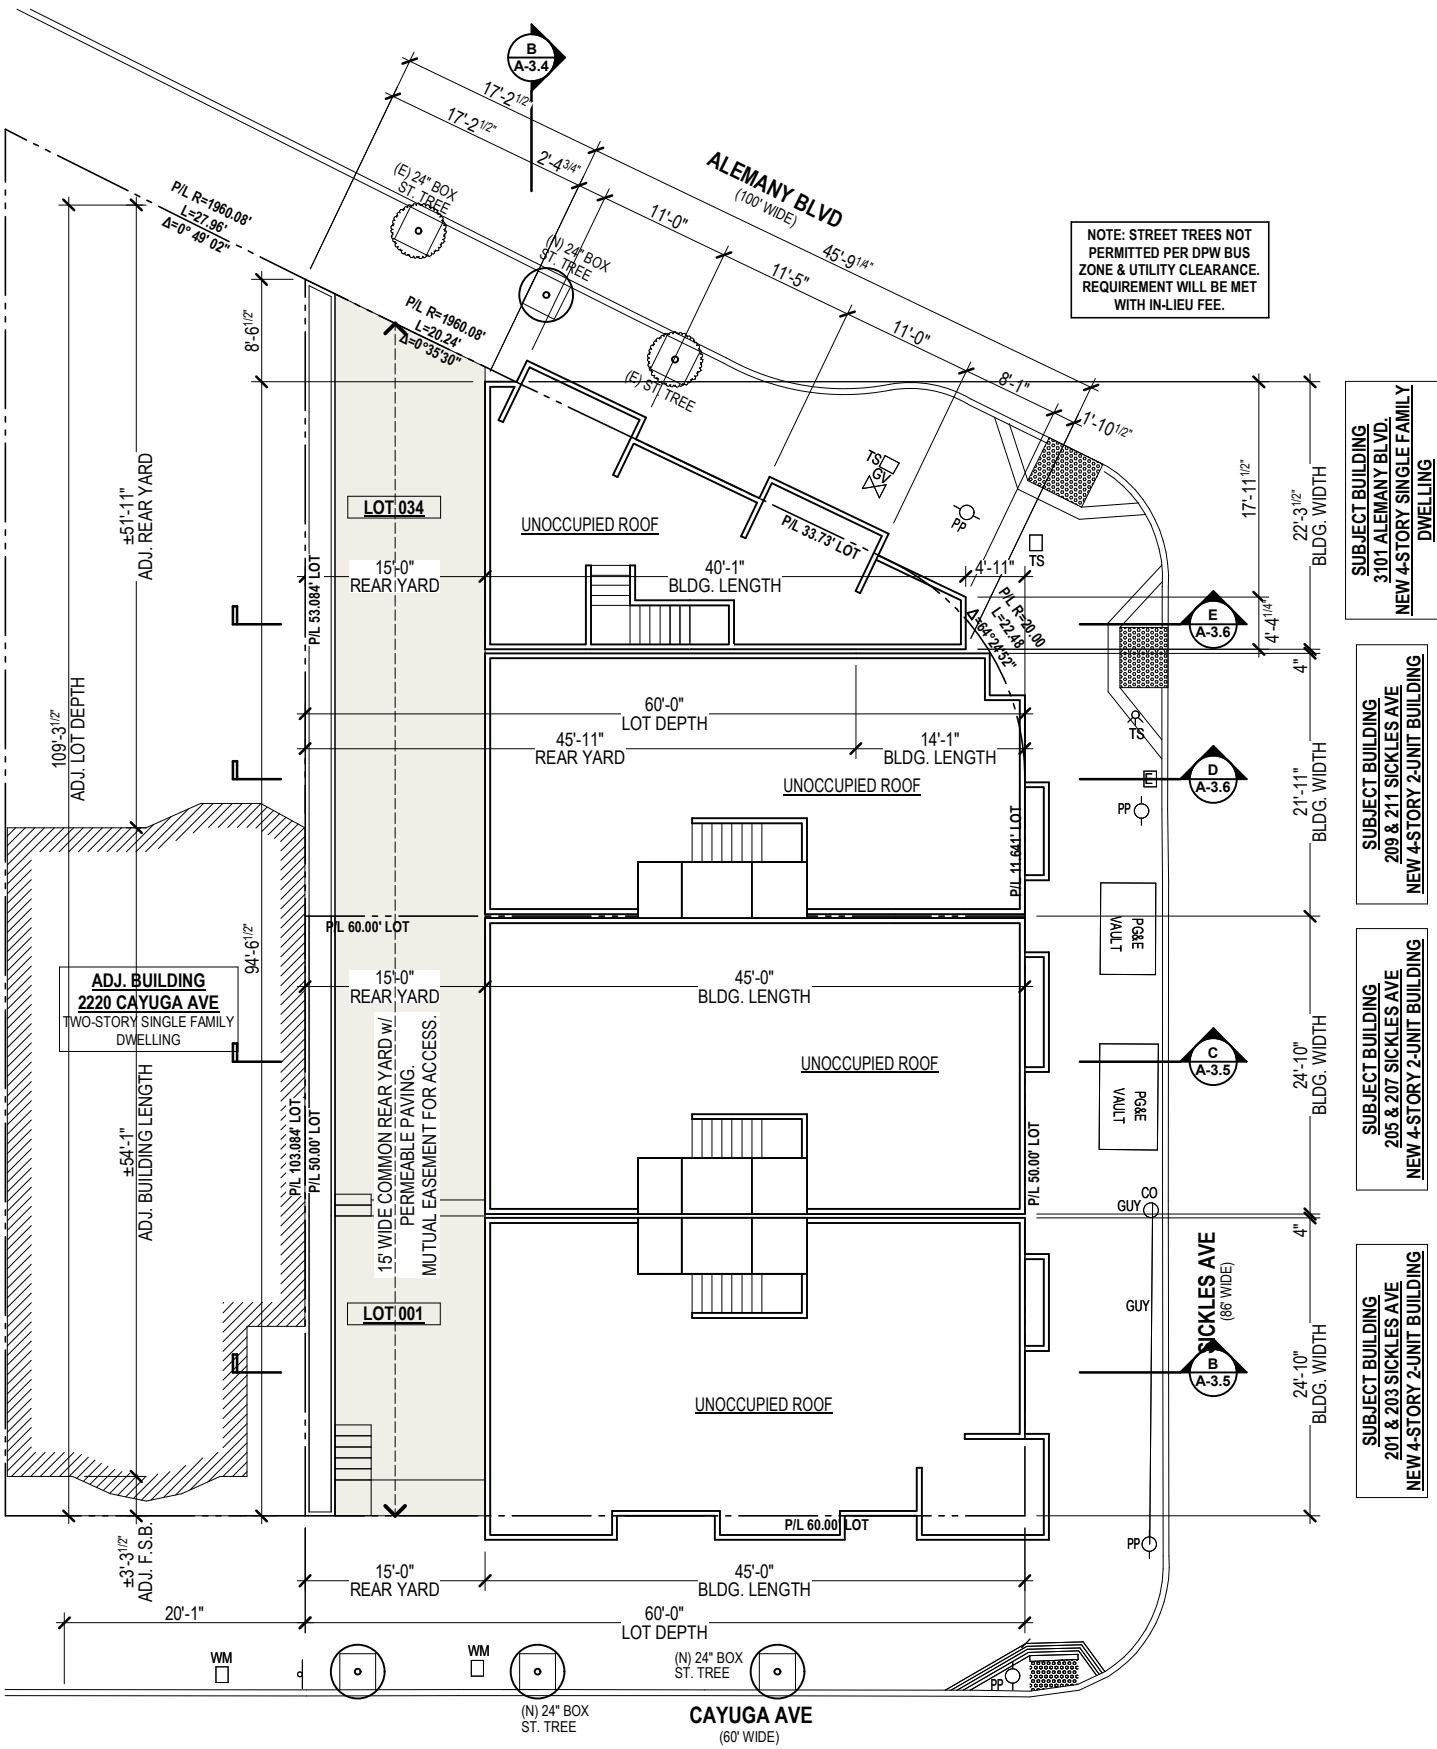 B
A-3.4
17'-2 1/2"
17'-2 1/2"
2'-4 3/4"
ALEMANY BLVD
(100' WIDE)
45'-9 1/4"
11'-0"
11'-5"
11'-0"
8'-1"
1'-10 1/2"
(E) 24" BOX
ST. TREE
(N) 24" BOX
ST. TREE
(E) ST. TREE
P/L R=1960.08'
L=27.96'
Δ=0° 49' 02"
P/L R=1960.08'
L=20.24'
Δ=0°35'30"
NOTE: STREET TREES NOT
PERMITTED PER DPW BUS
ZONE & UTILITY CLEARANCE.
REQUIREMENT WILL BE MET
WITH IN-LIEU FEE.
8'-6 1/2"
±51'-11"
ADJ. REAR YARD
109'-3 1/2"
ADJ. LOT DEPTH
94'-6 1/2"
±54'-1"
ADJ. BUILDING LENGTH
±3'-3 1/2"
ADJ. F.S.B.
LOT 034
UNOCCUPIED ROOF
15'-0"
REAR YARD
40'-1"
BLDG. LENGTH
4'-11"
P/L 33.73' LOT
P/L R=20.00
L=22.48
Δ=64°24'52"
TS
GV
PP
TS
17'-11 1/2"
4'-4 1/4"
22'-3 1/2"
BLDG. WIDTH
SUBJECT BUILDING
3101 ALEMANY BLVD.
NEW 4-STORY SINGLE FAMILY
DWELLING
P/L 53.084' LOT
E
A-3.6
4"
60'-0"
LOT DEPTH
45'-11"
REAR YARD
14'-1"
BLDG. LENGTH
UNOCCUPIED ROOF
P/L 11.641' LOT
TS
E
PP
D
A-3.6
21'-11"
BLDG. WIDTH
SUBJECT BUILDING
209 & 211 SICKLES AVE
NEW 4-STORY 2-UNIT BUILDING
P/L 60.00' LOT
ADJ. BUILDING
2220 CAYUGA AVE
TWO-STORY SINGLE FAMILY
DWELLING
15'-0"
REAR YARD
45'-0"
BLDG. LENGTH
UNOCCUPIED ROOF
15' WIDE COMMON REAR YARD w/
PERMEABLE PAVING.
MUTUAL EASEMENT FOR ACCESS.
P/L 103.084' LOT
P/L 50.00' LOT
P/L 50.00' LOT
PG&E
VAULT
PG&E
VAULT
C
A-3.5
24'-10"
BLDG. WIDTH
SUBJECT BUILDING
205 & 207 SICKLES AVE
NEW 4-STORY 2-UNIT BUILDING
CO
GUY
4"
GUY
SICKLES AVE
(86' WIDE)
LOT 001
UNOCCUPIED ROOF
B
A-3.5
24'-10"
BLDG. WIDTH
SUBJECT BUILDING
201 & 203 SICKLES AVE
NEW 4-STORY 2-UNIT BUILDING
P/L 60.00' LOT
PP
15'-0"
REAR YARD
45'-0"
BLDG. LENGTH
20'-1"
60'-0"
LOT DEPTH
WM
WM
(N) 24" BOX
ST. TREE
PP
(N) 24" BOX
ST. TREE
CAYUGA AVE
(60' WIDE)